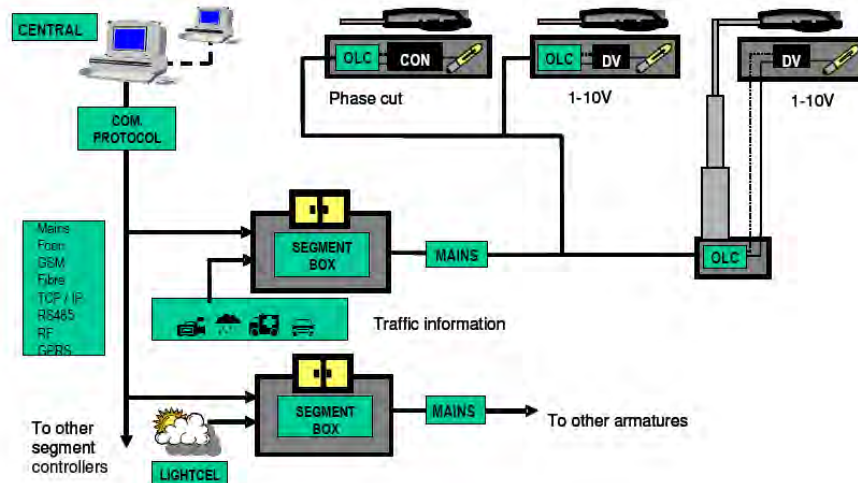 CENTRAL
COM.
PROTOCOL
OLC
CON
Phase cut
OLC
DV
1-10V
DV
1-10V
OLC
Mains
Foen
GSM
Fibre
TCP / IP
RS485
RF
GPRS
SEGMENT
BOX
MAINS
Traffic information
SEGMENT
BOX
MAINS
To other armatures
To other
segment
controllers
LIGHTCEL